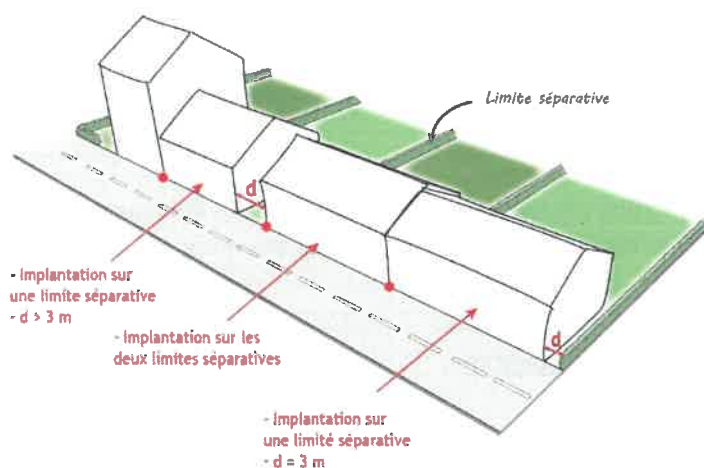 Limite séparative
d
d
- Implantation sur
une limite séparative
- d > 3 m
- Implantation sur les
deux limites séparatives
- Implantation sur
une limité séparative
- d = 3 m